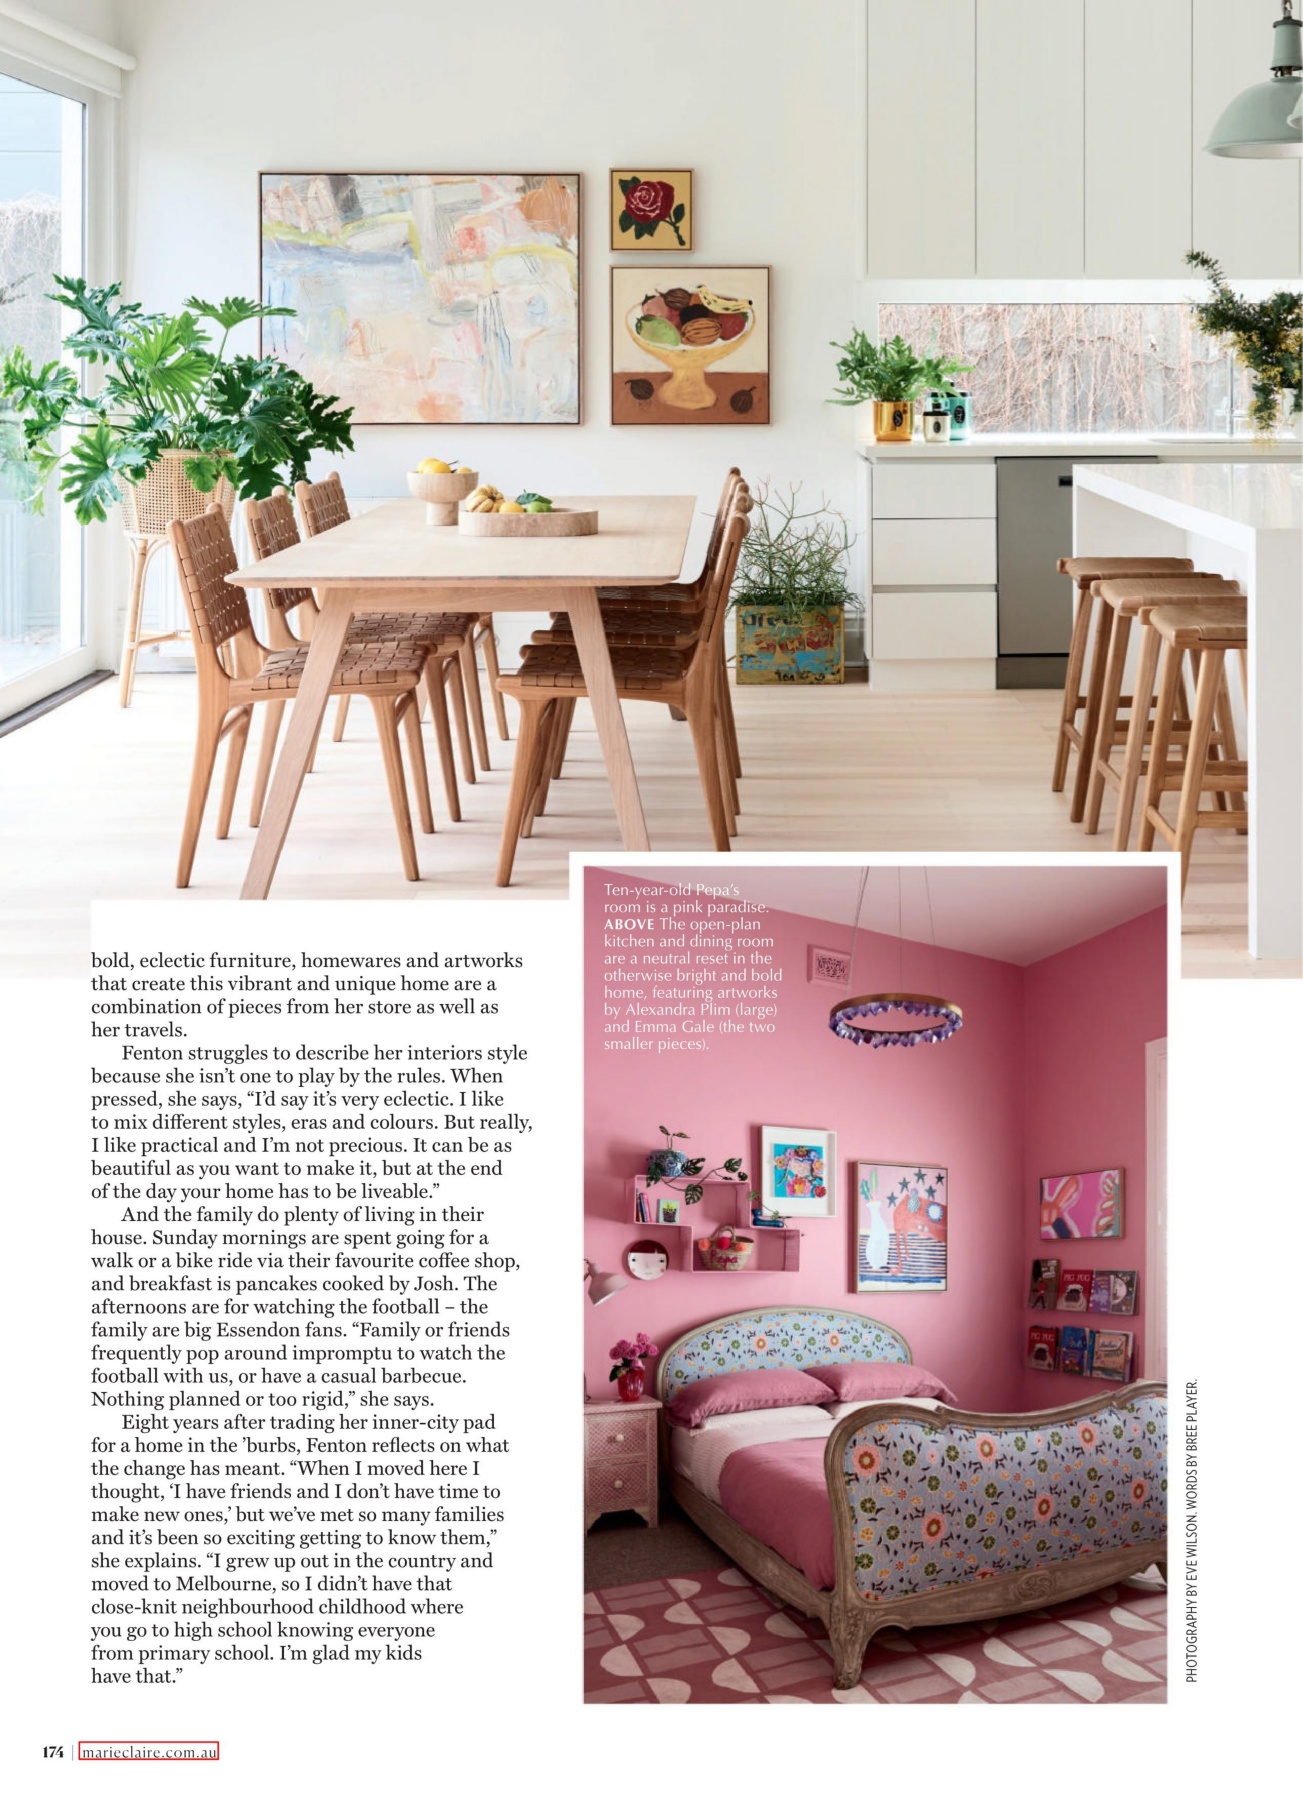 Ten-year-old Pepa's
room is a pink paradise.
ABOVE The open-plan
kitchen and dining room
are a neutral reset in the
otherwise bright and bold
home, featuring artworks
by Alexandra Plim (large)
and Emma Gale (the two
smaller pieces).
bold, eclectic furniture, homewares and artworks
that create this vibrant and unique home are a
combination of pieces from her store as well as
her travels.
Fenton struggles to describe her interiors style
because she isn't one to play by the rules. When
pressed, she says, “I'd say it's very eclectic. I like
to mix different styles, eras and colours. But really,
I like practical and I'm not precious. It can be as
beautiful as you want to make it, but at the end
of the day your home has to be liveable.”
And the family do plenty of living in their
house. Sunday mornings are spent going for a
walk or a bike ride via their favourite coffee shop,
and breakfast is pancakes cooked by Josh. The
afternoons are for watching the football – the
family are big Essendon fans. “Family or friends
frequently pop around impromptu to watch the
football with us, or have a casual barbecue.
Nothing planned or too rigid,” she says.
Eight years after trading her inner-city pad
for a home in the ’burbs, Fenton reflects on what
the change has meant. “When I moved here I
thought, ‘I have friends and I don't have time to
make new ones,’ but we've met so many families
and it's been so exciting getting to know them,”
she explains. “I grew up out in the country and
moved to Melbourne, so I didn't have that
close-knit neighbourhood childhood where
you go to high school knowing everyone
from primary school. I'm glad my kids
have that.”
PIG PUG
PIG PUG
PHOTOGRAPHY BY EVE WILSON. WORDS BY BREE PLAYER.
174 | marieclaire.com.au